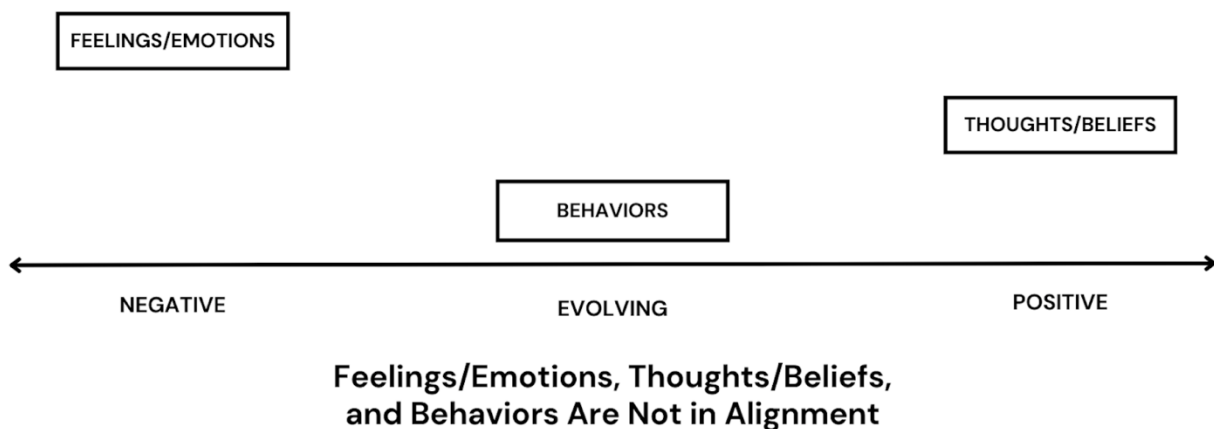 FEELINGS/EMOTIONS
THOUGHTS/BELIEFS
BEHAVIORS
NEGATIVE
EVOLVING
POSITIVE
Feelings/Emotions, Thoughts/Beliefs,
and Behaviors Are Not in Alignment